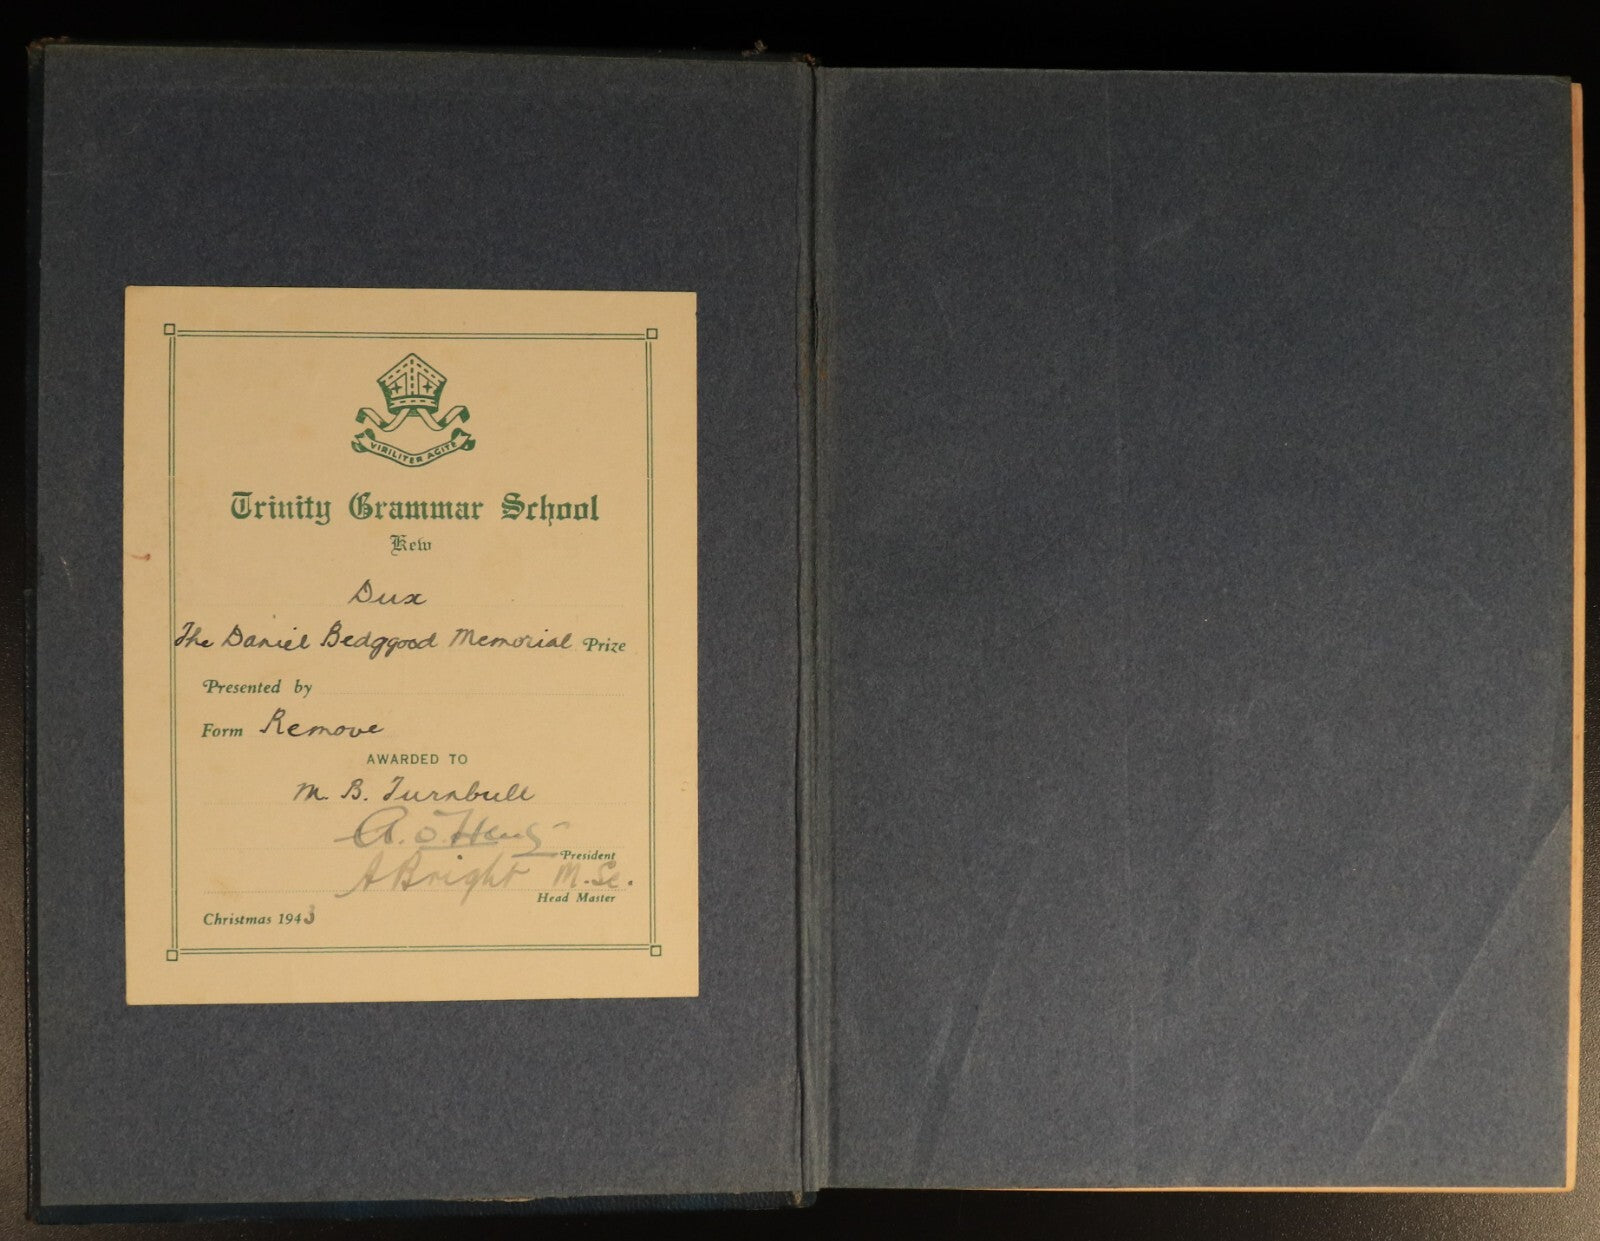 VIRILITER AGITE
Trinity Grammar School
Kew
Dux
The Daniel Bedggood Memorial Prize
Presented by
Form Remove
AWARDED TO
M. B. Turnbull
A. O. Henty
President
A Bright M.Sc.
Head Master
Christmas 1943